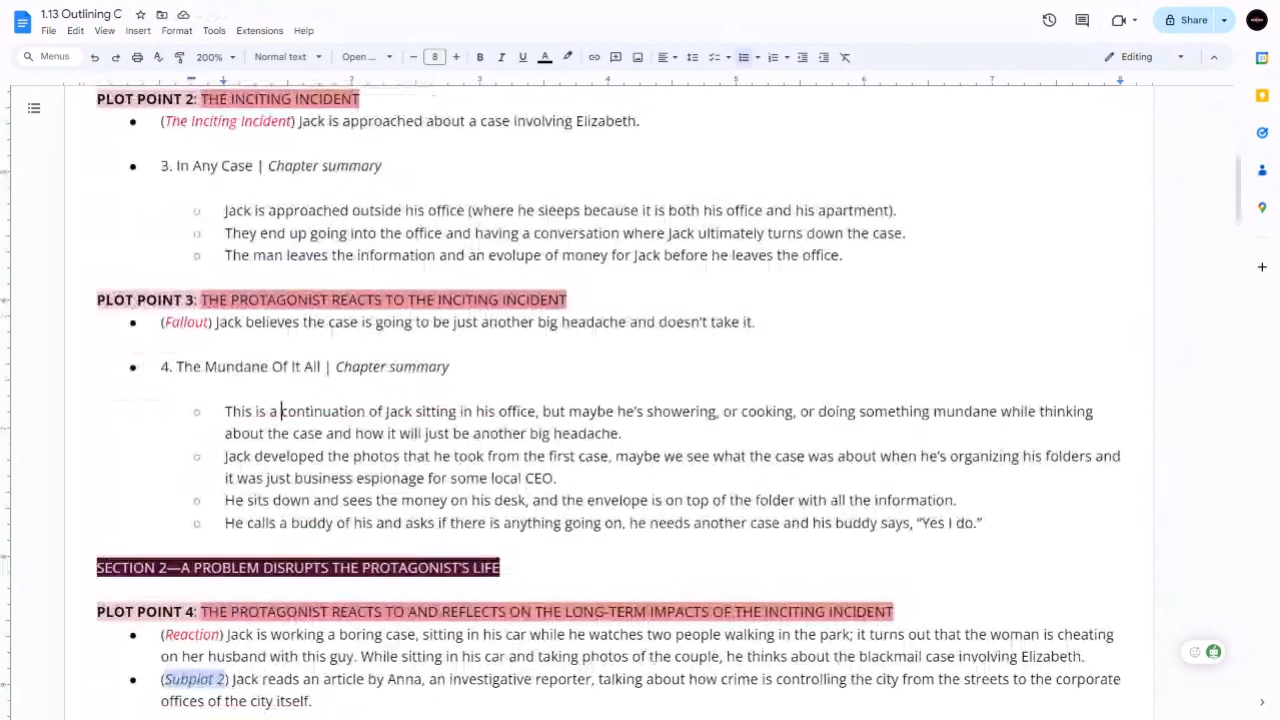 1.13 Outlining C
File Edit View Insert Format Tools Extensions Help
Share
Menus 200% Normal text Open ... 8 B I U A Editing
2 3 4 5 6 7
PLOT POINT 2: THE INCITING INCIDENT
(The Inciting Incident) Jack is approached about a case involving Elizabeth.
3. In Any Case | Chapter summary
Jack is approached outside his office (where he sleeps because it is both his office and his apartment).
They end up going into the office and having a conversation where Jack ultimately turns down the case.
The man leaves the information and an evolupe of money for Jack before he leaves the office.
PLOT POINT 3: THE PROTAGONIST REACTS TO THE INCITING INCIDENT
(Fallout) Jack believes the case is going to be just another big headache and doesn't take it.
4. The Mundane Of It All | Chapter summary
This is a continuation of Jack sitting in his office, but maybe he's showering, or cooking, or doing something mundane while thinking
about the case and how it will just be another big headache.
Jack developed the photos that he took from the first case, maybe we see what the case was about when he's organizing his folders and
it was just business espionage for some local CEO.
He sits down and sees the money on his desk, and the envelope is on top of the folder with all the information.
He calls a buddy of his and asks if there is anything going on, he needs another case and his buddy says, “Yes I do.”
SECTION 2—A PROBLEM DISRUPTS THE PROTAGONIST'S LIFE
PLOT POINT 4: THE PROTAGONIST REACTS TO AND REFLECTS ON THE LONG-TERM IMPACTS OF THE INCITING INCIDENT
(Reaction) Jack is working a boring case, sitting in his car while he watches two people walking in the park; it turns out that the woman is cheating
on her husband with this guy. While sitting in his car and taking photos of the couple, he thinks about the blackmail case involving Elizabeth.
(Subplot 2) Jack reads an article by Anna, an investigative reporter, talking about how crime is controlling the city from the streets to the corporate
offices of the city itself.